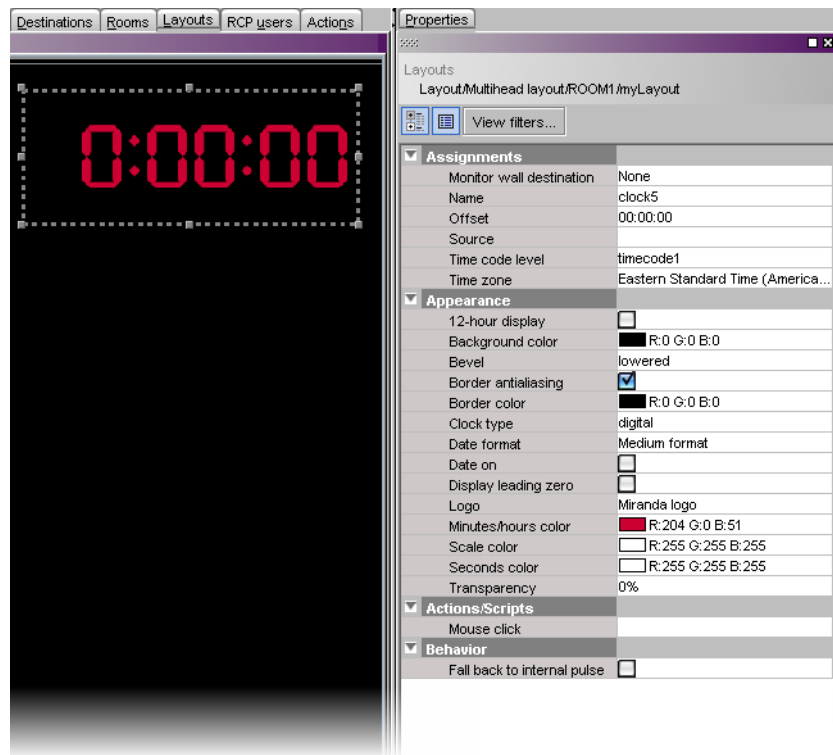 Destinations Rooms Layouts RCP users Actions
0:00:00
Properties
Layouts
Layout/Multihead layout/ROOM1/myLayout
View filters...
Assignments
Monitor wall destination None
Name clock5
Offset 00:00:00
Source
Time code level timecode1
Time zone Eastern Standard Time (America...
Appearance
12-hour display
Background color R:0 G:0 B:0
Bevel lowered
Border antialiasing
Border color R:0 G:0 B:0
Clock type digital
Date format Medium format
Date on
Display leading zero
Logo Miranda logo
Minutes/hours color R:204 G:0 B:51
Scale color R:255 G:255 B:255
Seconds color R:255 G:255 B:255
Transparency 0%
Actions/Scripts
Mouse click
Behavior
Fall back to internal pulse